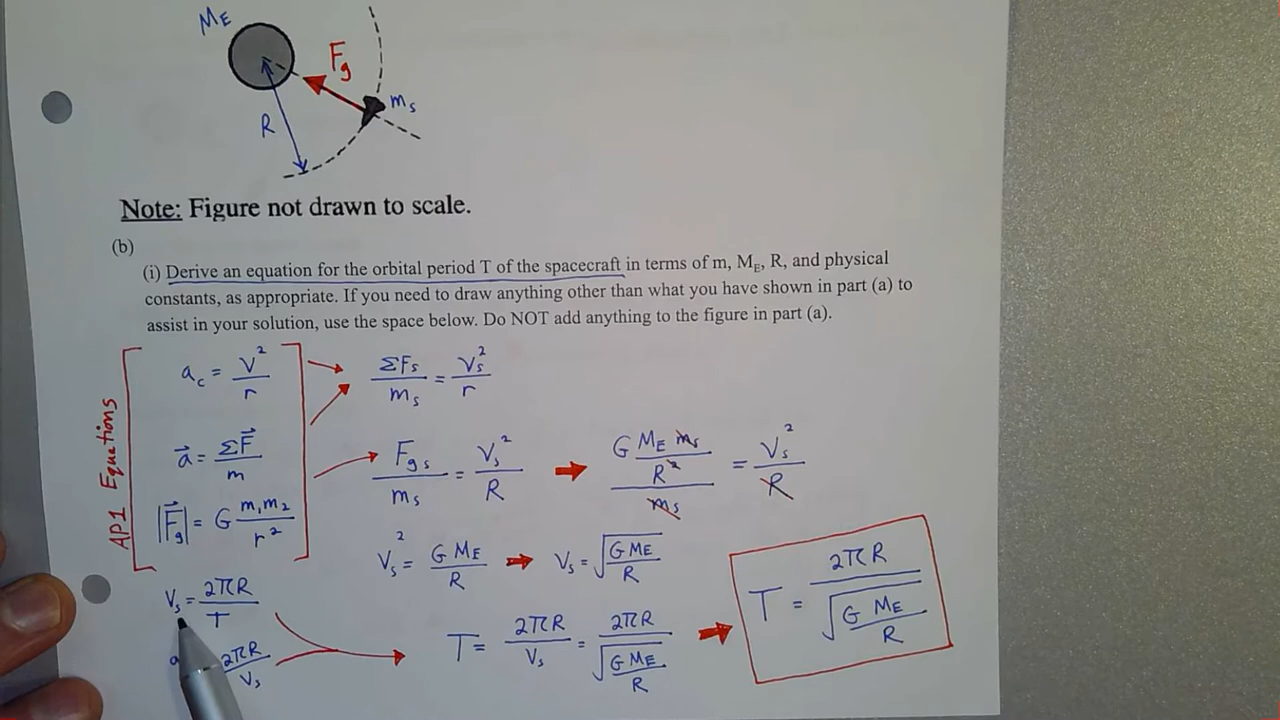 M_E
F_g
m_s
R
Note: Figure not drawn to scale.
(b)
(i) Derive an equation for the orbital period T of the spacecraft in terms of m, M_E, R, and physical
constants, as appropriate. If you need to draw anything other than what you have shown in part (a) to
assist in your solution, use the space below. Do NOT add anything to the figure in part (a).
AP1 Equations
a_c = v²/r
ΣF_s/m_s = v_s²/r
a⃗ = ΣF⃗/m
F_gs/m_s = v_s²/R → (G M_E m_s/R²)/m_s = v_s²/R
|F⃗_g| = G m₁m₂/r²
v_s² = G M_E/R → v_s = √(G M_E/R)
v_s = 2πR/T
2πR/v_s
T = 2πR/v_s = 2πR/√(G M_E/R) → T = 2πR/√(G M_E/R)